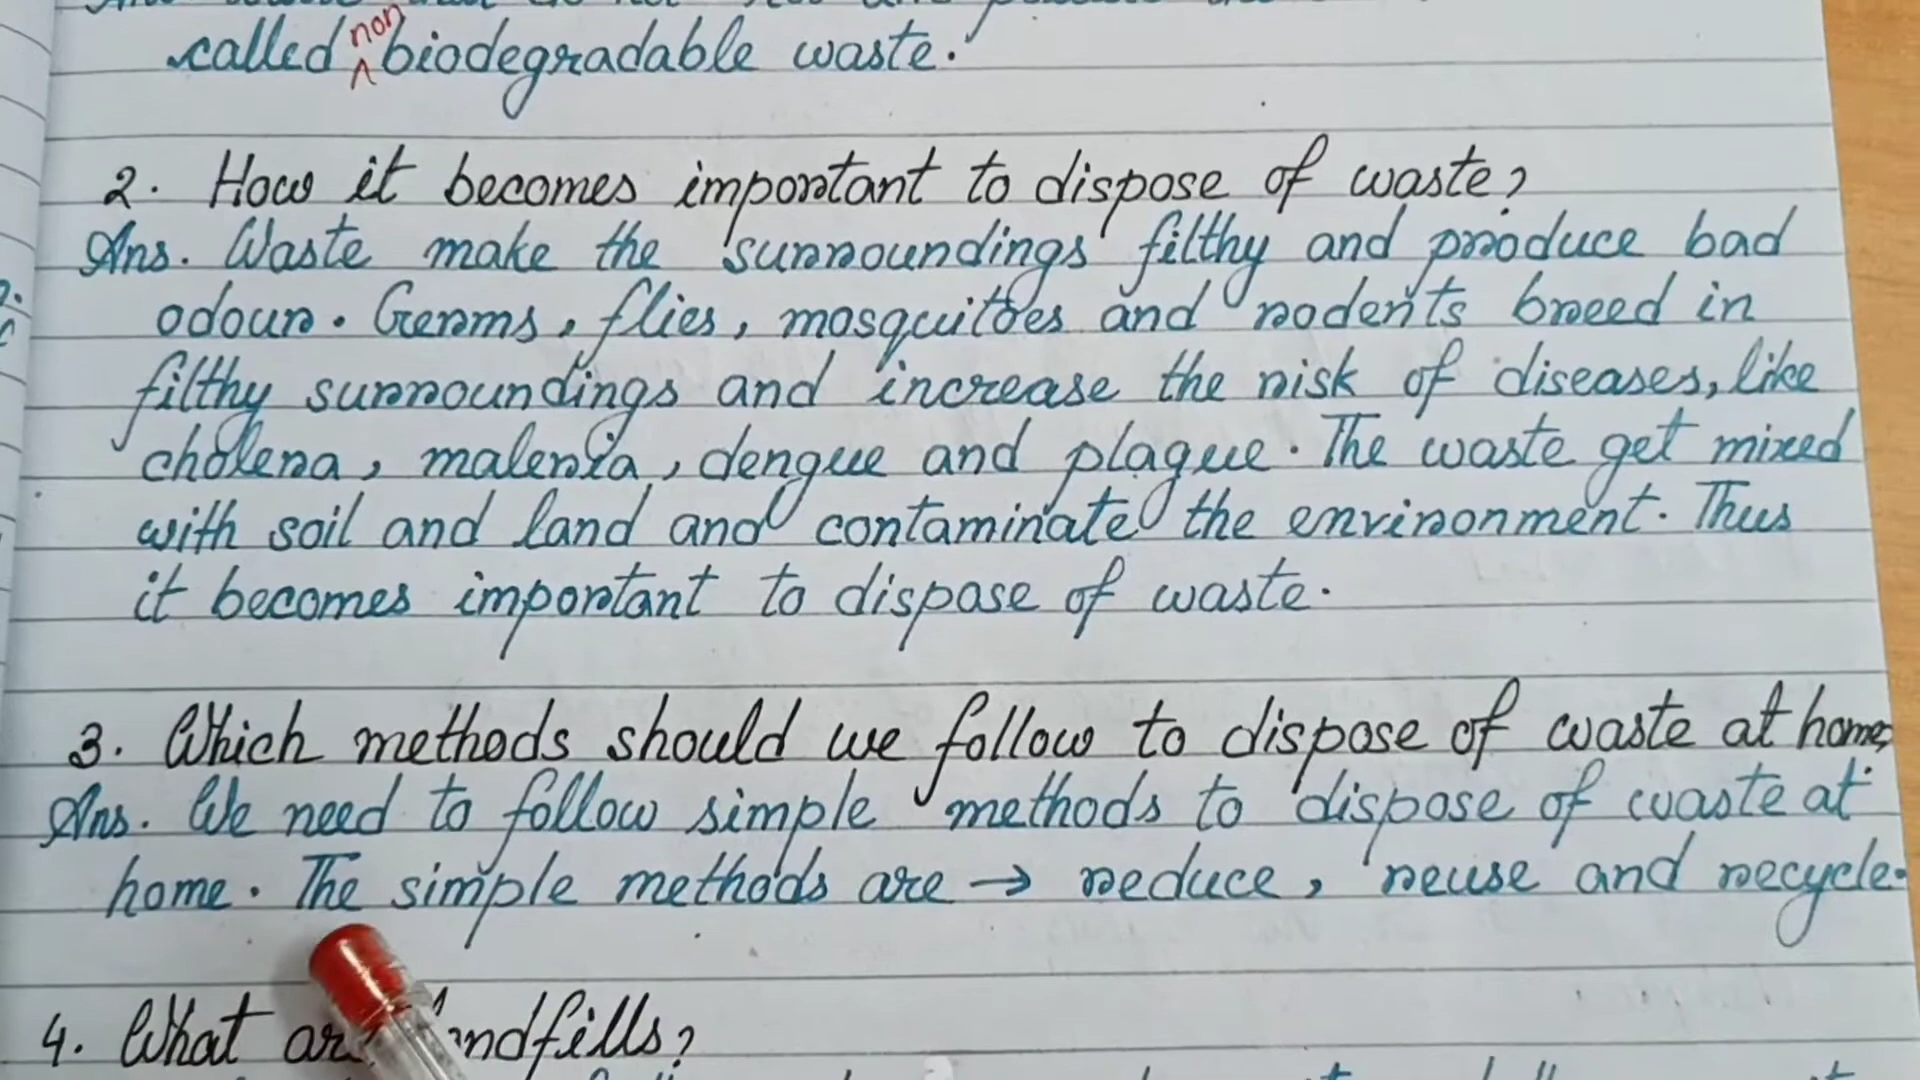 called non biodegradable waste.
2. How it becomes important to dispose of waste?
Ans. Waste make the surroundings filthy and produce bad
odour. Germs, flies, mosquitoes and rodents breed in
filthy surroundings and increase the risk of diseases, like
cholera, maleria, dengue and plague. The waste get mixed
with soil and land and contaminate the environment. Thus
it becomes important to dispose of waste.
3. Which methods should we follow to dispose of waste at home?
Ans. We need to follow simple methods to dispose of waste at
home. The simple methods are → reduce, reuse and recycle.
4. What are landfills?